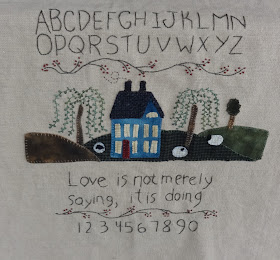 ABCDEFGHIJKLMN
OPQRSTUVWXYZ
Love is not merely
saying, it is doing
1234567890